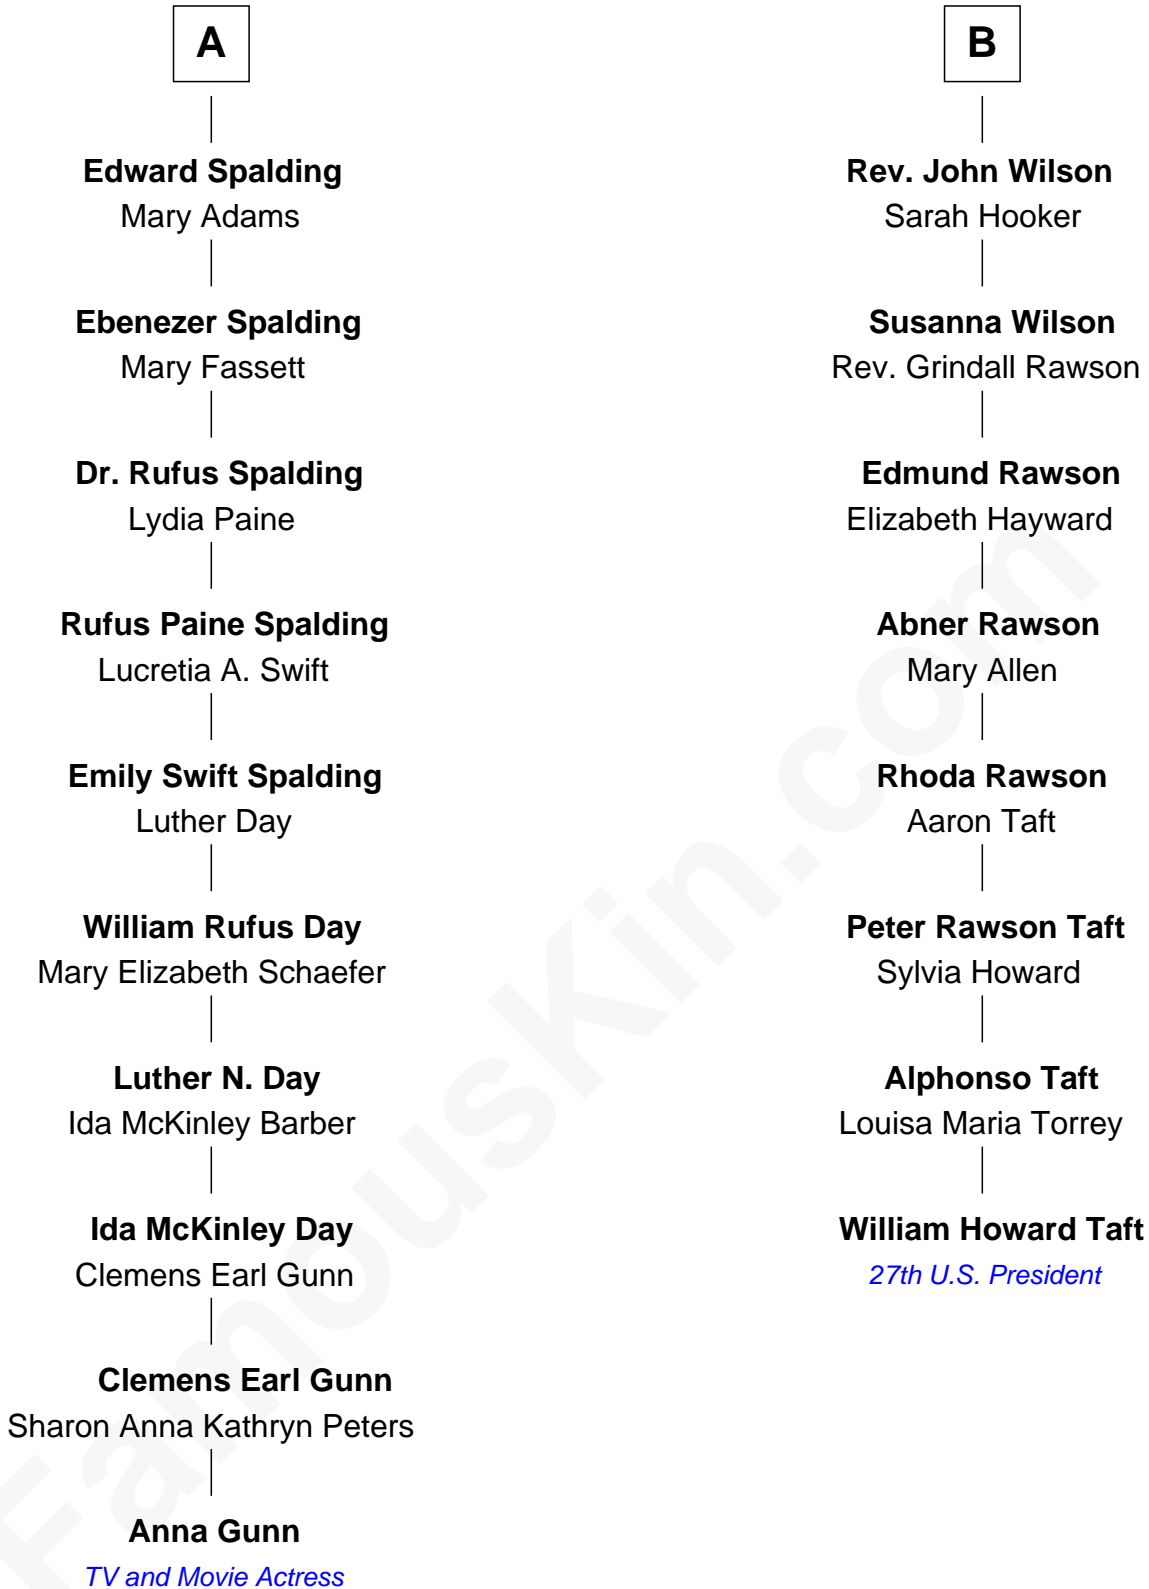 A
Edward Spalding
Mary Adams
Ebenezer Spalding
Mary Fassett
Dr. Rufus Spalding
Lydia Paine
Rufus Paine Spalding
Lucretia A. Swift
Emily Swift Spalding
Luther Day
William Rufus Day
Mary Elizabeth Schaefer
Luther N. Day
Ida McKinley Barber
Ida McKinley Day
Clemens Earl Gunn
Clemens Earl Gunn
Sharon Anna Kathryn Peters
Anna Gunn
TV and Movie Actress
B
Rev. John Wilson
Sarah Hooker
Susanna Wilson
Rev. Grindall Rawson
Edmund Rawson
Elizabeth Hayward
Abner Rawson
Mary Allen
Rhoda Rawson
Aaron Taft
Peter Rawson Taft
Sylvia Howard
Alphonso Taft
Louisa Maria Torrey
William Howard Taft
27th U.S. President
FamousKin.com